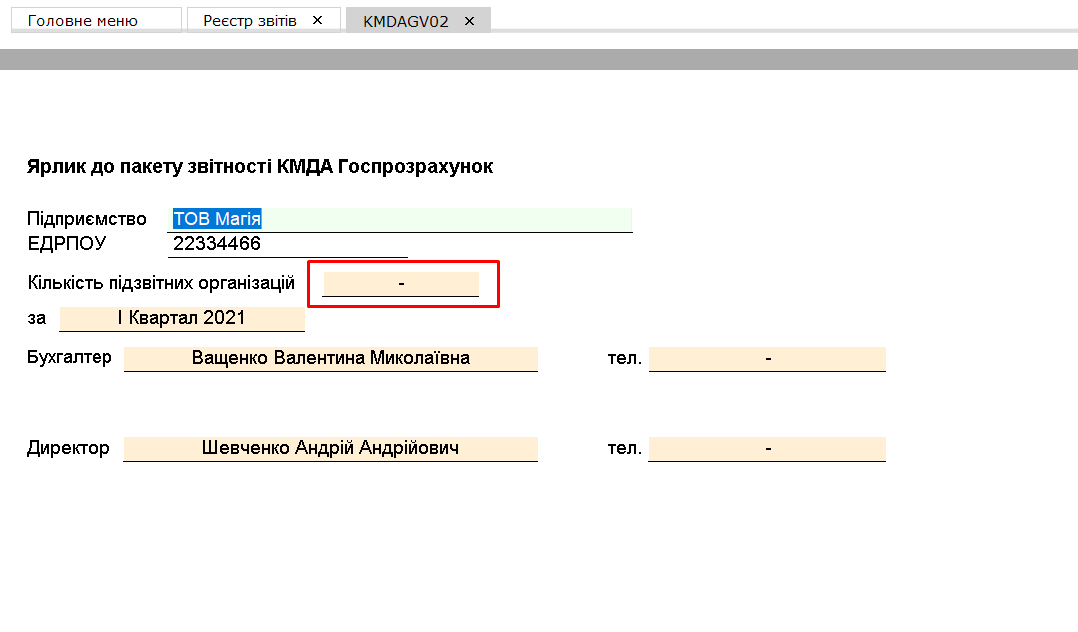 Головне меню Реєстр звітів ✕ KMDAGV02 ✕
Ярлик до пакету звітності КМДА Госпрозрахунок
Підприємство ТОВ Магія
ЕДРПОУ 22334466
Кількість підзвітних організацій -
за І Квартал 2021
Бухгалтер Ващенко Валентина Миколаївна тел. -
Директор Шевченко Андрій Андрійович тел. -